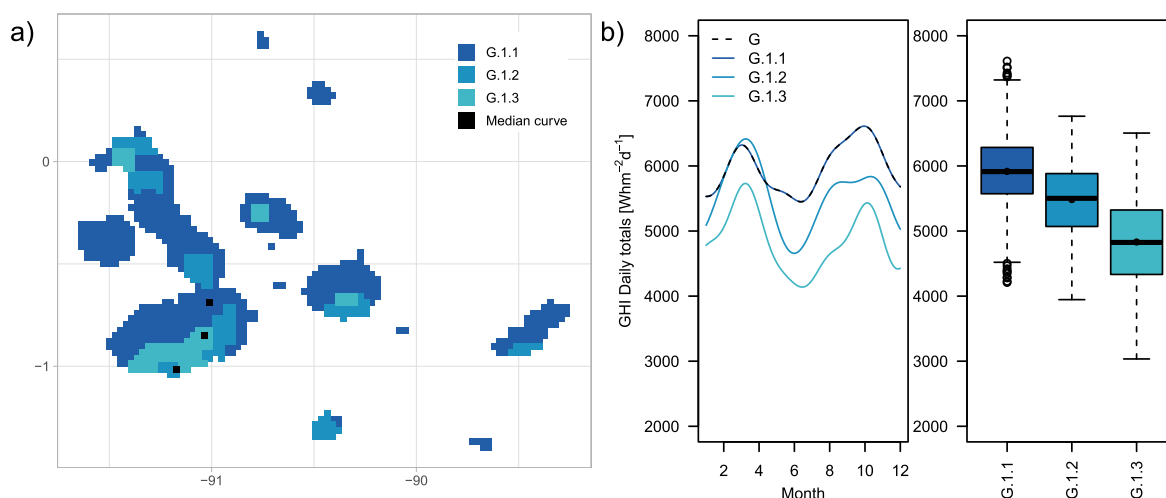 a)
G.1.1
G.1.2
G.1.3
Median curve
0
−1
−91
−90
b)
GHI Daily totals [Whm−2d−1]
8000
7000
6000
5000
4000
3000
2000
G
G.1.1
G.1.2
G.1.3
2
4
6
8
10
12
Month
8000
7000
6000
5000
4000
3000
2000
G.1.1
G.1.2
G.1.3